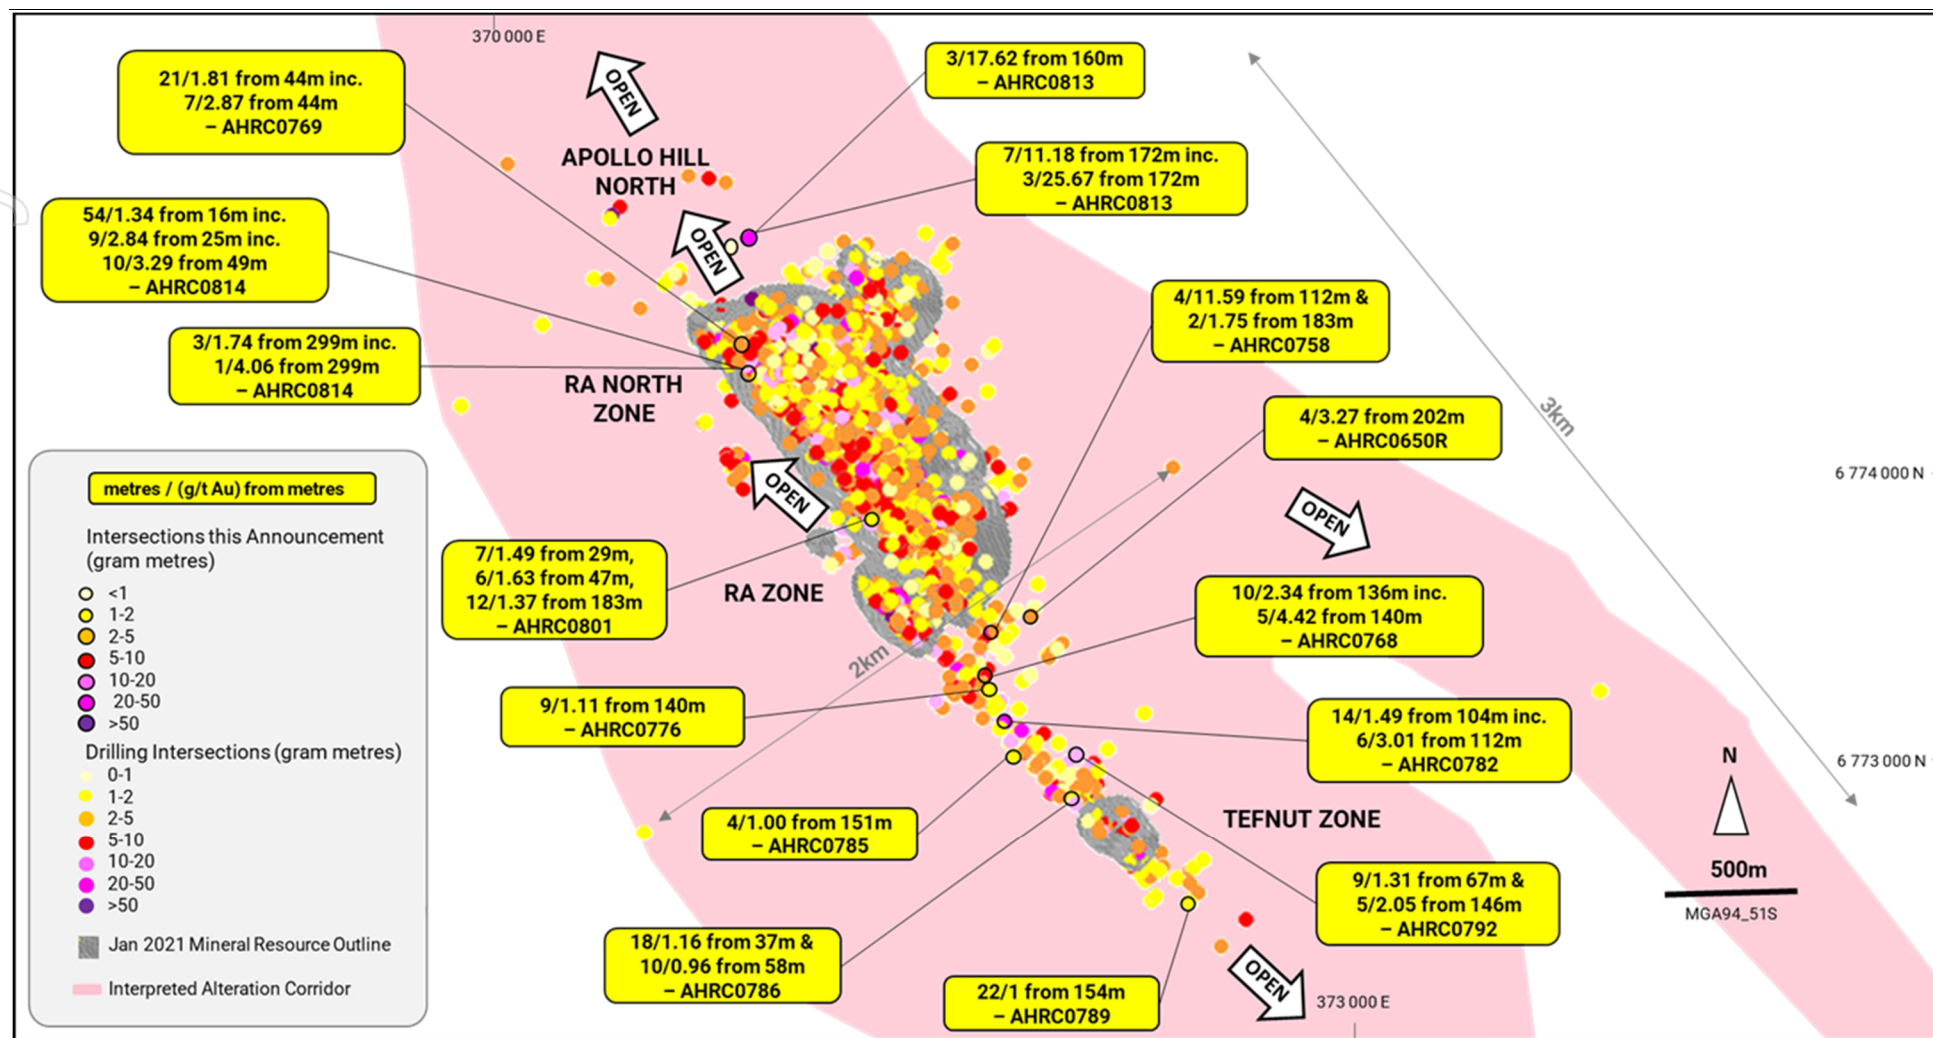 370 000 E
21/1.81 from 44m inc.
7/2.87 from 44m
– AHRC0769
OPEN
3/17.62 from 160m
– AHRC0813
APOLLO HILL
NORTH
7/11.18 from 172m inc.
3/25.67 from 172m
– AHRC0813
54/1.34 from 16m inc.
9/2.84 from 25m inc.
10/3.29 from 49m
– AHRC0814
OPEN
4/11.59 from 112m &
2/1.75 from 183m
– AHRC0758
3/1.74 from 299m inc.
1/4.06 from 299m
– AHRC0814
RA NORTH
ZONE
3km
4/3.27 from 202m
– AHRC0650R
6 774 000 N
OPEN
OPEN
7/1.49 from 29m,
6/1.63 from 47m,
12/1.37 from 183m
– AHRC0801
RA ZONE
10/2.34 from 136m inc.
5/4.42 from 140m
– AHRC0768
2km
9/1.11 from 140m
– AHRC0776
14/1.49 from 104m inc.
6/3.01 from 112m
– AHRC0782
6 773 000 N
4/1.00 from 151m
– AHRC0785
TEFNUT ZONE
9/1.31 from 67m &
5/2.05 from 146m
– AHRC0792
18/1.16 from 37m &
10/0.96 from 58m
– AHRC0786
22/1 from 154m
– AHRC0789
OPEN
373 000 E
N
500m
MGA94_51S
metres / (g/t Au) from metres
Intersections this Announcement
(gram metres)
<1
1-2
2-5
5-10
10-20
20-50
>50
Drilling Intersections (gram metres)
0-1
1-2
2-5
5-10
10-20
20-50
>50
Jan 2021 Mineral Resource Outline
Interpreted Alteration Corridor